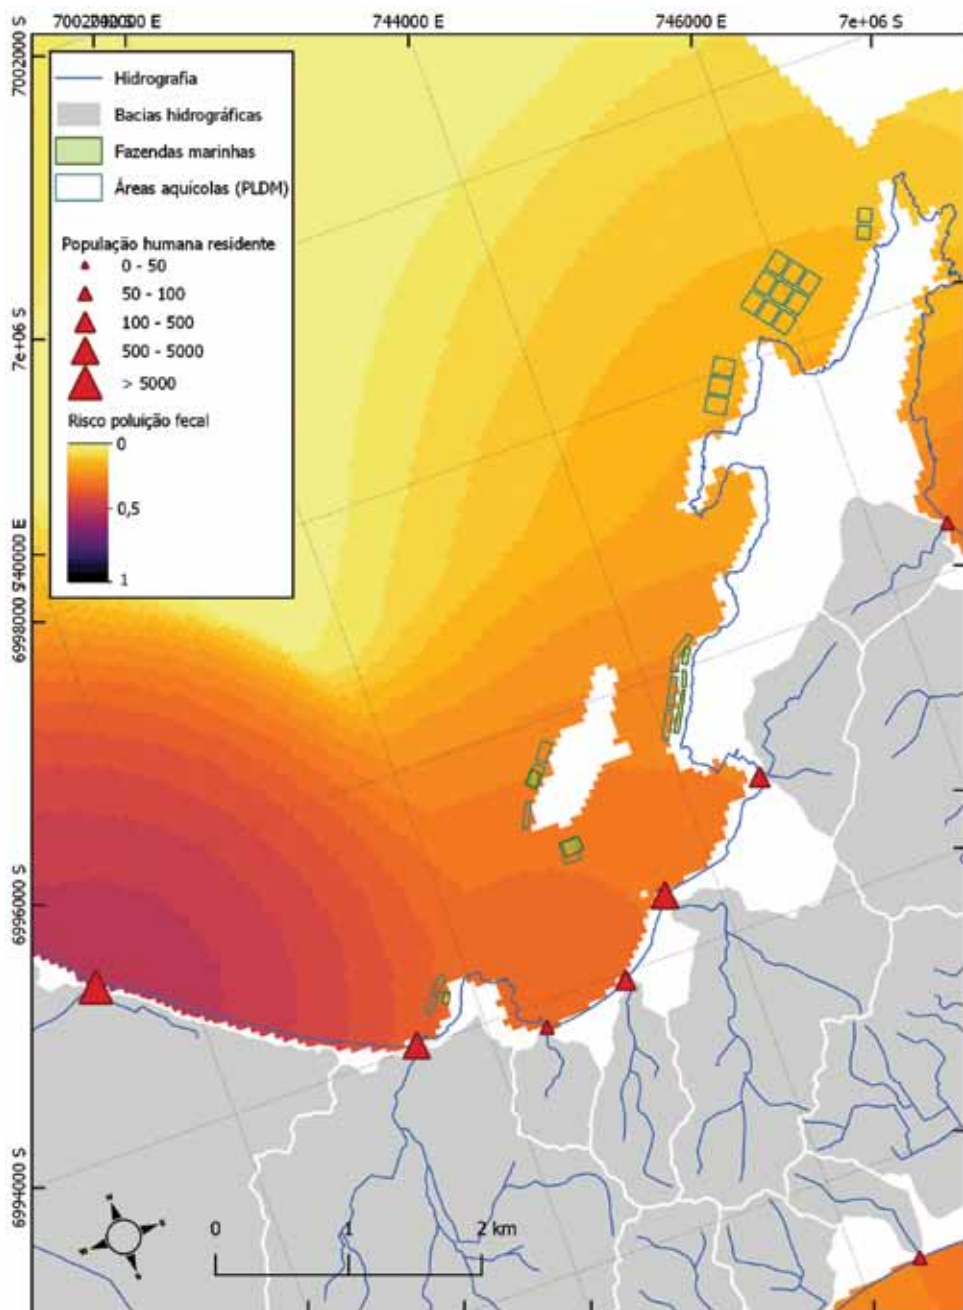 744000 E
746000 E
7e+06 S
7002000 S
Hidrografia
Bacias hidrográficas
Fazendas marinhas
Áreas aquícolas (PLDM)
População humana residente
0 - 50
50 - 100
100 - 500
500 - 5000
> 5000
Risco poluição fecal
0
0,5
1
7e+06 S
6998000 S
6996000 S
6994000 S
0 1 2 km